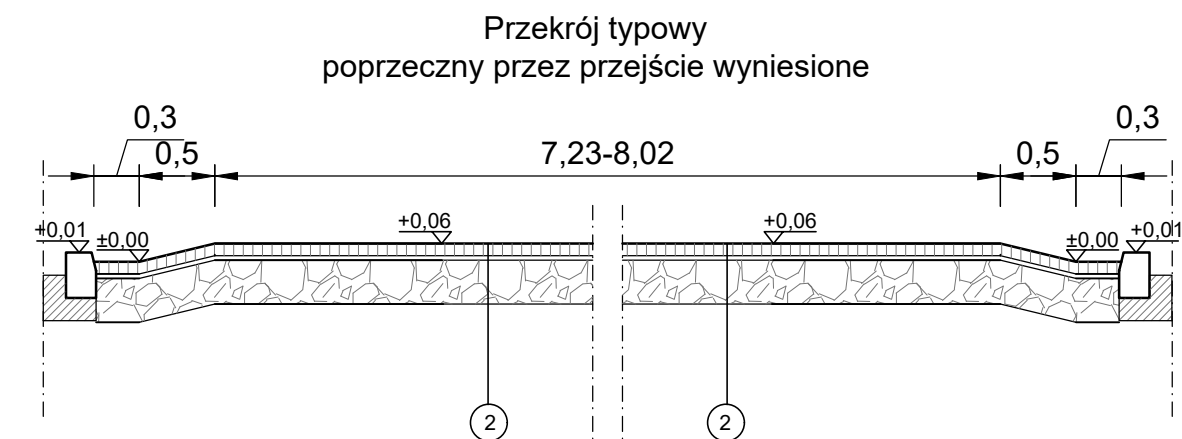 Przekrój typowy
poprzeczny przez przejście wyniesione
0,3 0,5 7,23-8,02 0,5 0,3
+0,01 ±0,00 +0,06 +0,06 ±0,00 +0,01
2 2